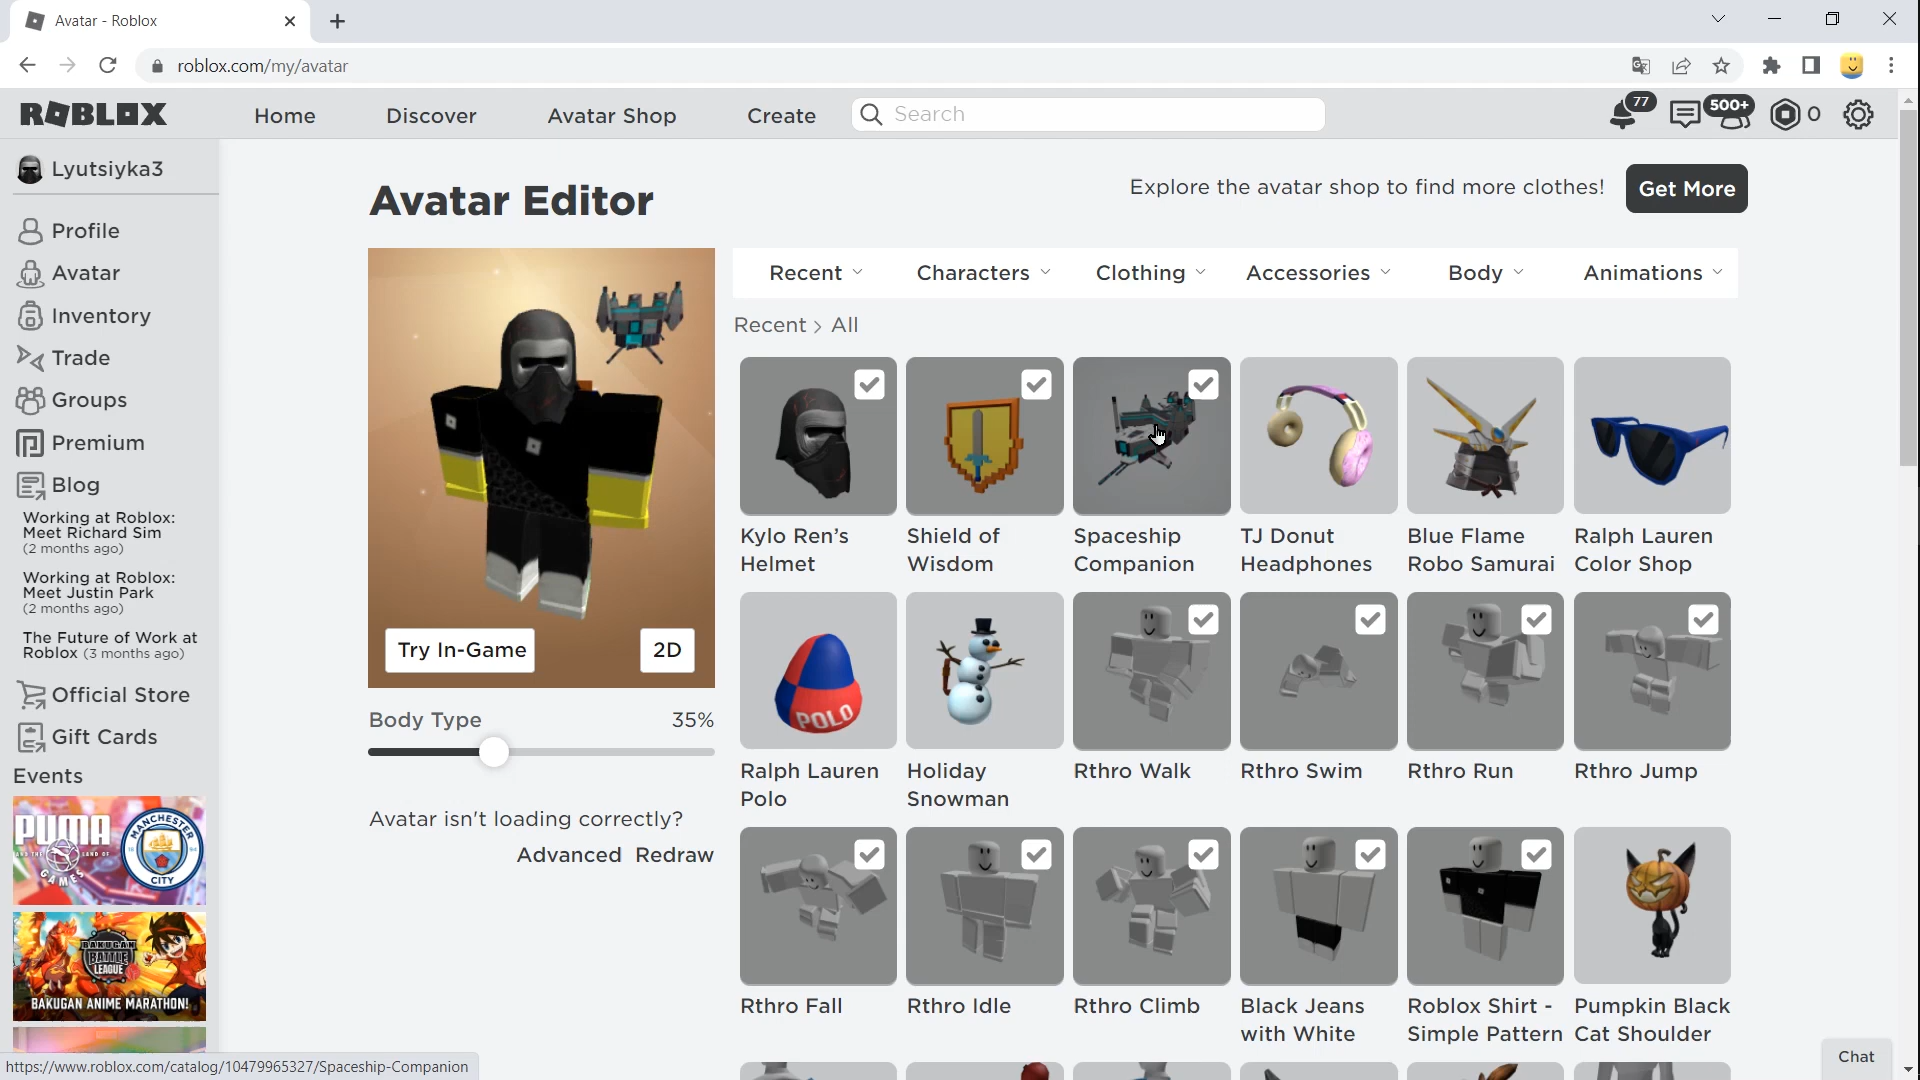 Avatar - Roblox
roblox.com/my/avatar
ROBLOX
Home
Discover
Avatar Shop
Create
Search
77
500+
0
Lyutsiyka3
Profile
Avatar
Inventory
Trade
Groups
Premium
Blog
Working at Roblox:
Meet Richard Sim
(2 months ago)
Working at Roblox:
Meet Justin Park
(2 months ago)
The Future of Work at
Roblox (3 months ago)
Official Store
Gift Cards
Events
PUMA
AND THE LAND OF
GAMES
MANCHESTER
CITY
BAKUGAN
BATTLE
LEAGUE
BAKUGAN ANIME MARATHON!
Avatar Editor
Explore the avatar shop to find more clothes!
Get More
Try In-Game
2D
Body Type
35%
Avatar isn't loading correctly?
Advanced
Redraw
Recent
Characters
Clothing
Accessories
Body
Animations
Recent > All
Kylo Ren’s
Helmet
Shield of
Wisdom
Spaceship
Companion
TJ Donut
Headphones
Blue Flame
Robo Samurai
Ralph Lauren
Color Shop
POLO
Ralph Lauren
Polo
Holiday
Snowman
Rthro Walk
Rthro Swim
Rthro Run
Rthro Jump
Rthro Fall
Rthro Idle
Rthro Climb
Black Jeans
with White
Roblox Shirt -
Simple Pattern
Pumpkin Black
Cat Shoulder
Chat
https://www.roblox.com/catalog/10479965327/Spaceship-Companion